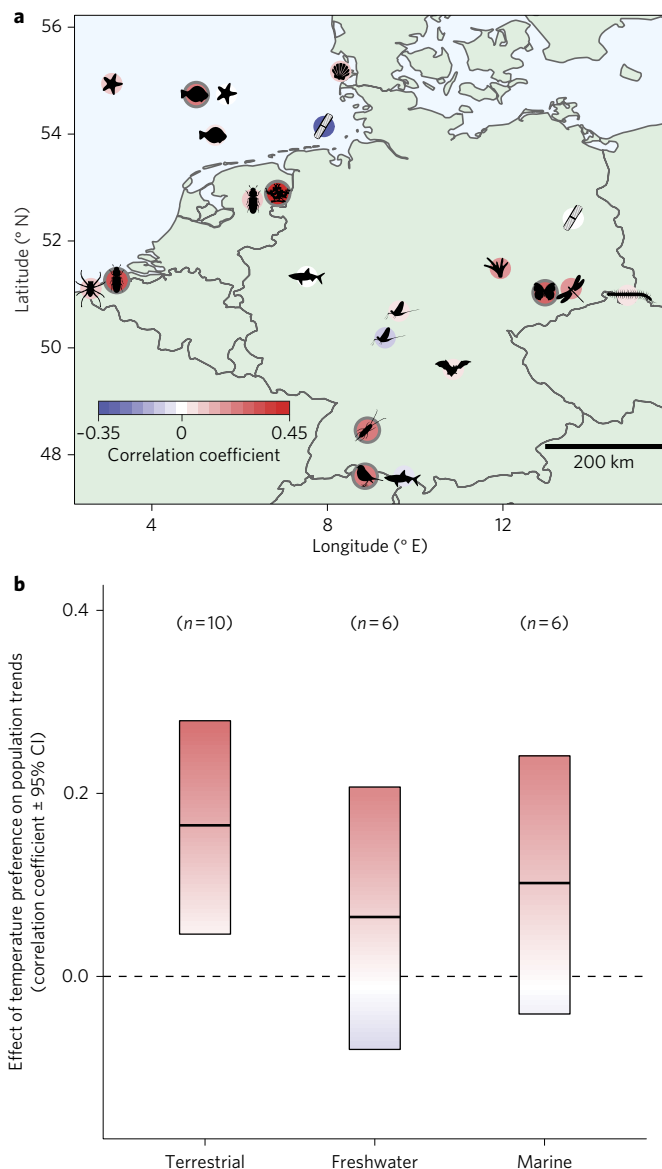 a
56
54
52
50
48
Latitude (° N)
−0.35
0
0.45
Correlation coefficient
200 km
4
8
12
Longitude (° E)
b
0.4
0.2
0.0
Effect of temperature preference on population trends
(correlation coefficient ± 95% CI)
(n = 10)
(n = 6)
(n = 6)
Terrestrial
Freshwater
Marine